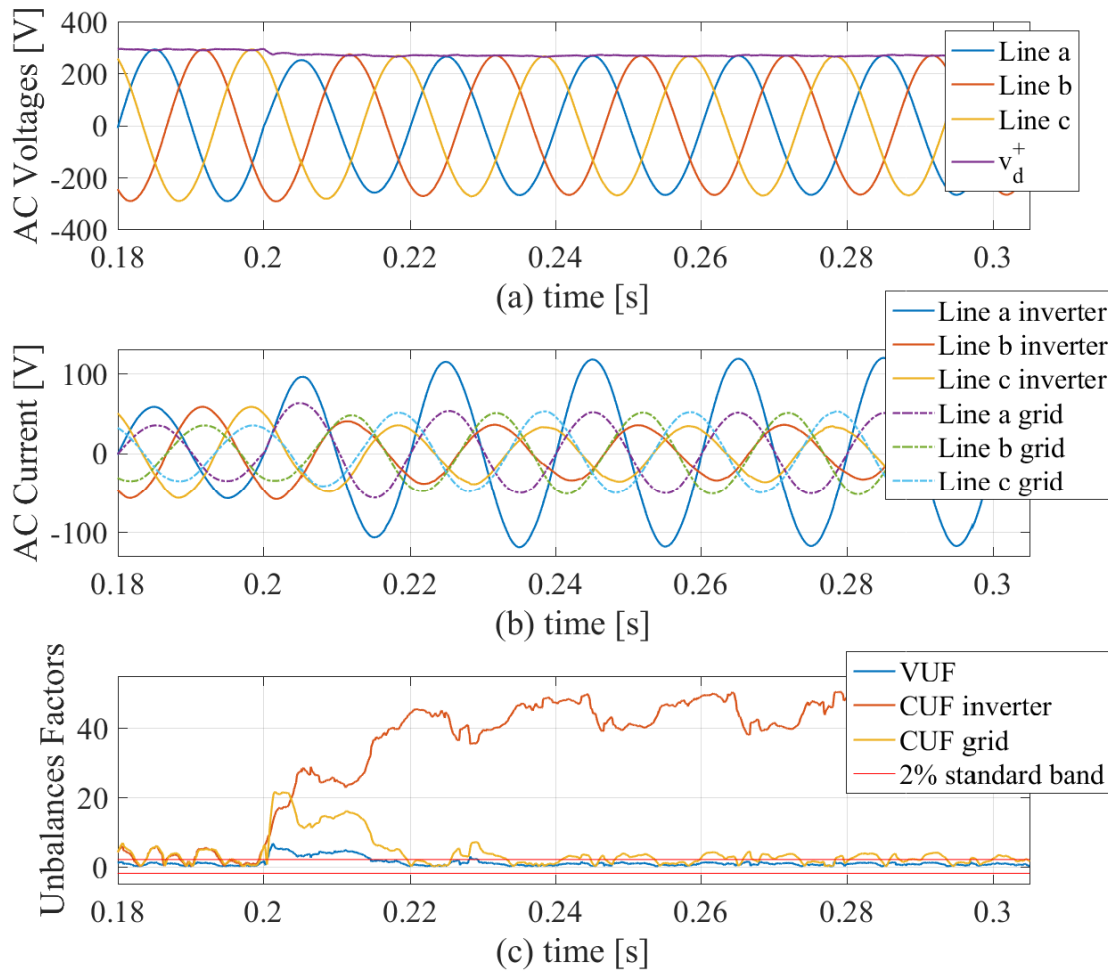 AC Voltages [V]
400
200
0
-200
-400
0.18 0.2 0.22 0.24 0.26 0.28 0.3
(a) time [s]
Line a
Line b
Line c
v_d^+
AC Current [V]
100
0
-100
0.18 0.2 0.22 0.24 0.26 0.28 0.3
(b) time [s]
Line a inverter
Line b inverter
Line c inverter
Line a grid
Line b grid
Line c grid
Unbalances Factors
40
20
0
0.18 0.2 0.22 0.24 0.26 0.28 0.3
(c) time [s]
VUF
CUF inverter
CUF grid
2% standard band